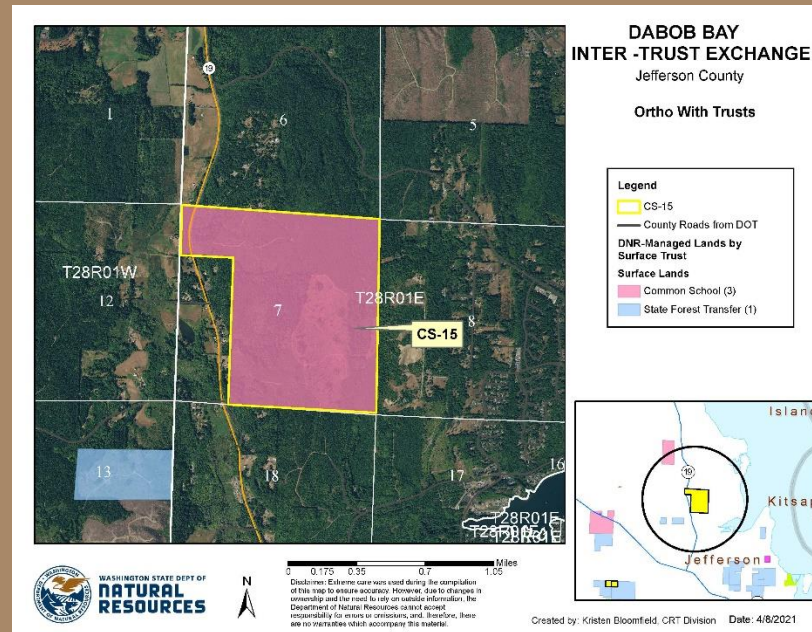 DABOB BAY
INTER -TRUST EXCHANGE
Jefferson County
Ortho With Trusts
19
1
6
5
T28R01W
12
7
T28R01E
8
CS-15
13
18
17
16
T28R01E
Legend
CS-15
County Roads from DOT
DNR-Managed Lands by
Surface Trust
Surface Lands
Common School (3)
State Forest Transfer (1)
Island
19
Kitsap
Jefferson
WASHINGTON STATE DEPT OF
NATURAL
RESOURCES
N
Miles
0 0.175 0.35 0.7 1.05
Disclaimer: Extreme care was used during the compilation
of this map to ensure accuracy. However, due to changes in
ownership and the need to rely on outside information, the
Department of Natural Resources cannot accept
responsibility for errors or omissions, and, therefore, there
are no warranties which accompany this material.
Created by: Kristen Bloomfield, CRT Division Date: 4/8/2021